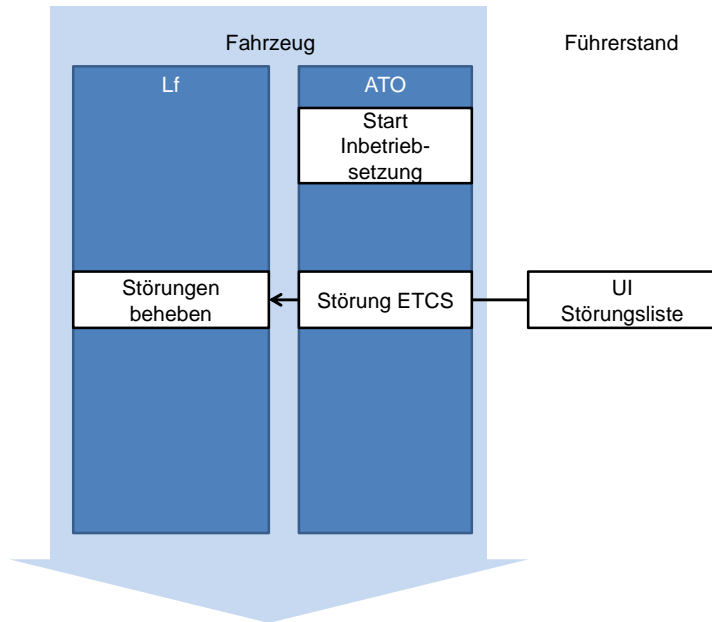 Fahrzeug
Führerstand
Lf
ATO
Start
Inbetrieb-
setzung
Störungen
beheben
Störung ETCS
UI
Störungsliste